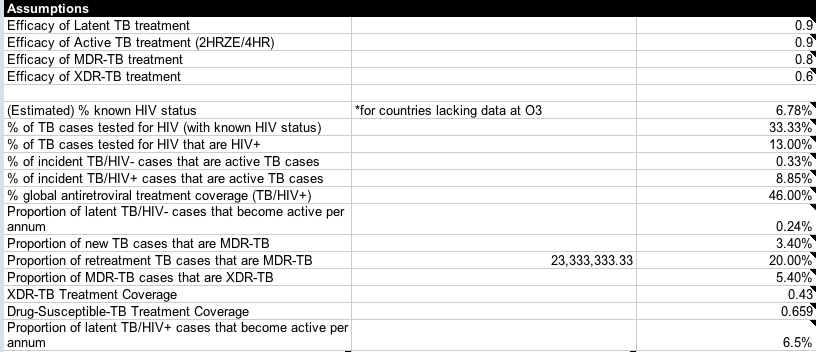 Assumptions
Efficacy of Latent TB treatment 0.9
Efficacy of Active TB treatment (2HRZE/4HR) 0.9
Efficacy of MDR-TB treatment 0.8
Efficacy of XDR-TB treatment 0.6
(Estimated) % known HIV status *for countries lacking data at O3 6.78%
% of TB cases tested for HIV (with known HIV status) 33.33%
% of TB cases tested for HIV that are HIV+ 13.00%
% of incident TB/HIV- cases that are active TB cases 0.33%
% of incident TB/HIV+ cases that are active TB cases 8.85%
% global antiretroviral treatment coverage (TB/HIV+) 46.00%
Proportion of latent TB/HIV- cases that become active per
annum 0.24%
Proportion of new TB cases that are MDR-TB 3.40%
Proportion of retreatment TB cases that are MDR-TB 23,333,333.33 20.00%
Proportion of MDR-TB cases that are XDR-TB 5.40%
XDR-TB Treatment Coverage 0.43
Drug-Susceptible-TB Treatment Coverage 0.659
Proportion of latent TB/HIV+ cases that become active per
annum 6.5%